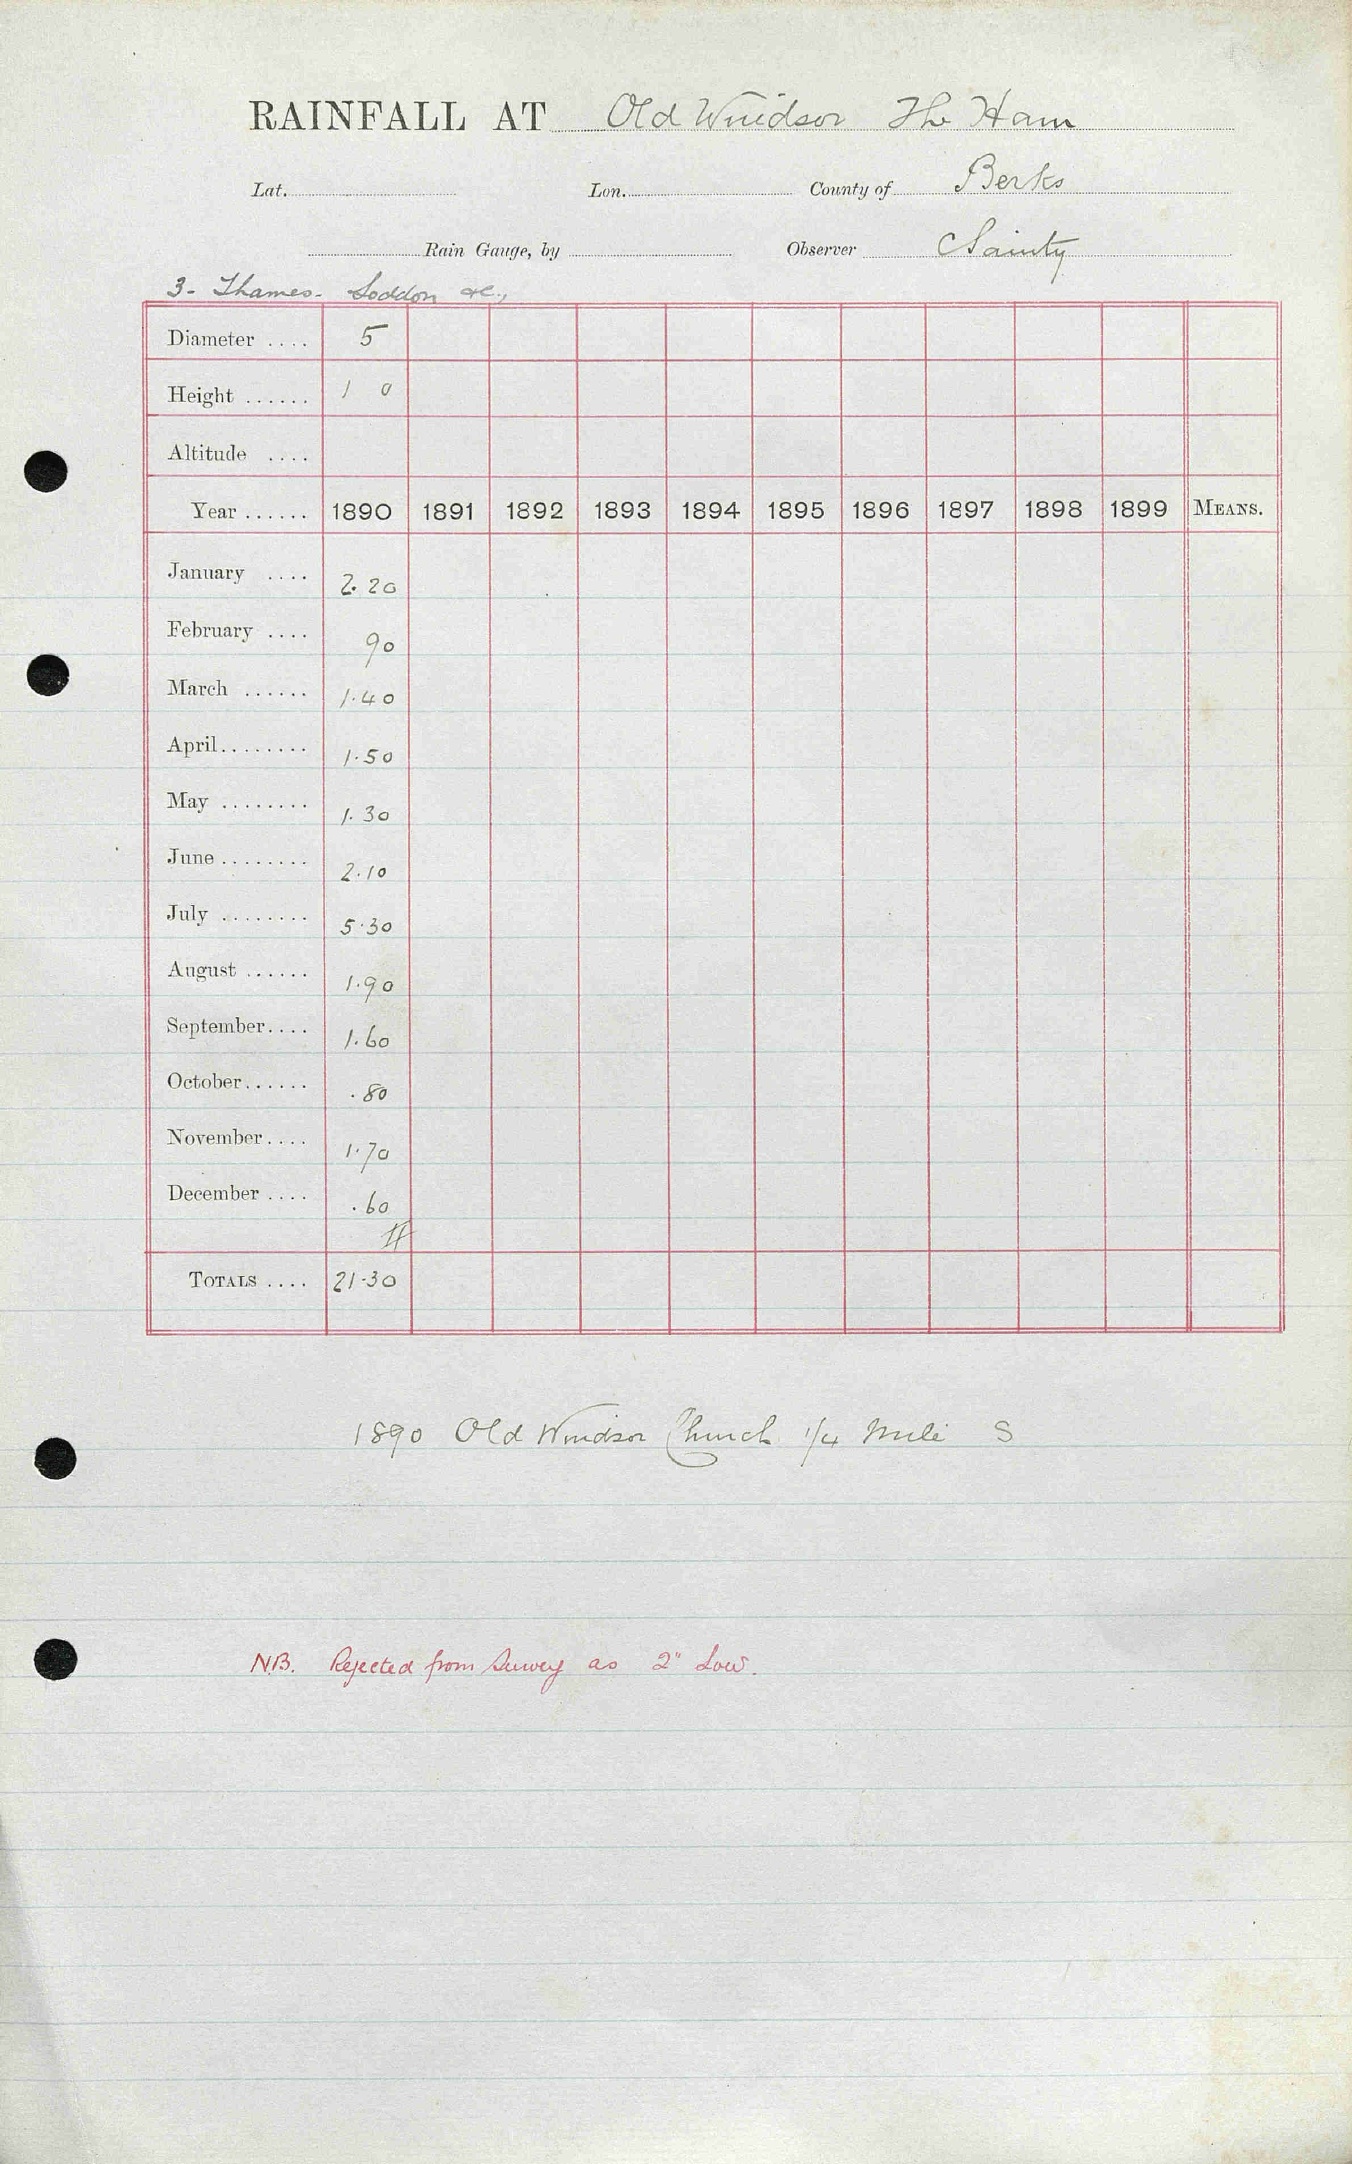 RAINFALL AT Old Windsor The Ham
Lat. Lon. County of Berks
Rain Gauge, by Observer C Sainty
3 - Thames. Loddon &c.,
Diameter .... 5
Height ...... 1 0
Altitude ....
Year ...... 1890 1891 1892 1893 1894 1895 1896 1897 1898 1899 MEANS.
January .... 2.20
February .... 90
March ...... 1.40
April ........ 1.50
May ........ 1.30
June ........ 2.10
July ........ 5.30
August ...... 1.90
September .... 1.60
October ...... .80
November .... 1.70
December .... .60
TOTALS .... 21.30
1890 Old Windsor Church 1/4 Mile S
N.B. Rejected from Survey as 2" Low.